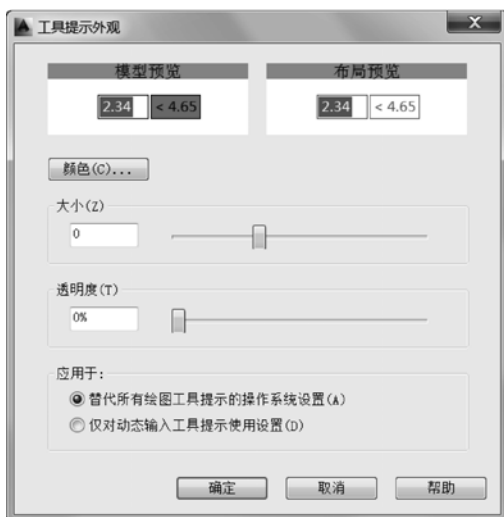 工具提示外观
模型预览 布局预览
2.34 < 4.65 2.34 < 4.65
颜色(C)...
大小(Z)
0
透明度(T)
0%
应用于:
替代所有绘图工具提示的操作系统设置(A)
仅对动态输入工具提示使用设置(D)
确定 取消 帮助